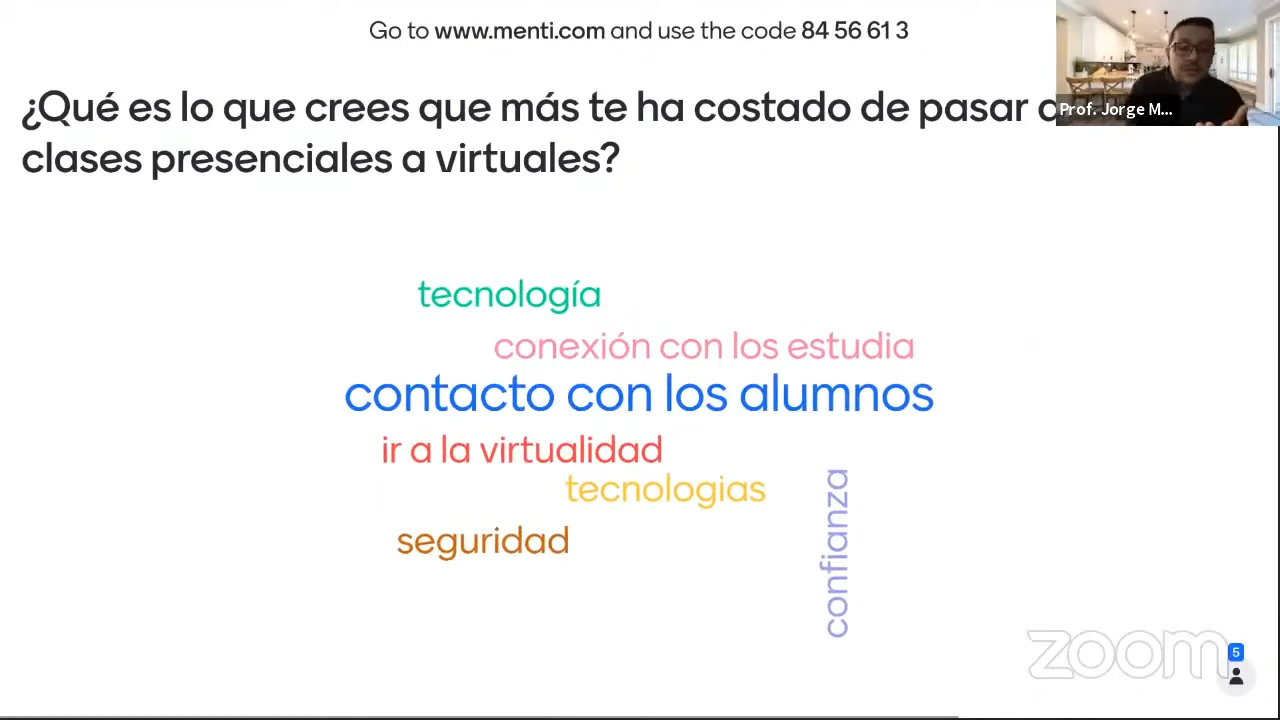 Go to www.menti.com and use the code 84 56 61 3
¿Qué es lo que crees que más te ha costado de pasar
clases presenciales a virtuales?
Prof. Jorge M...
tecnología
conexión con los estudia
contacto con los alumnos
ir a la virtualidad
tecnologias
confianza
seguridad
zoom
5